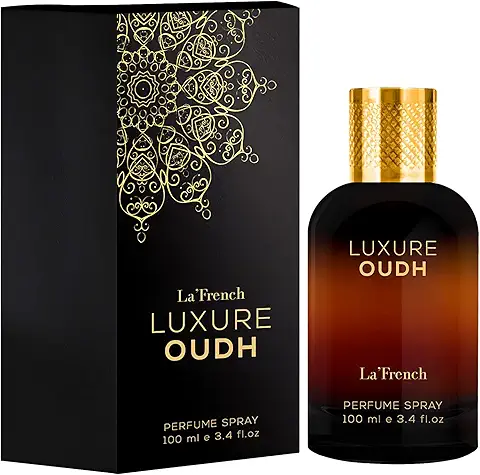 La'French
LUXURE
OUDH
PERFUME SPRAY
100 ml e 3.4 fl.oz
LUXURE
OUDH
La'French
PERFUME SPRAY
100 ml e 3.4 fl.oz